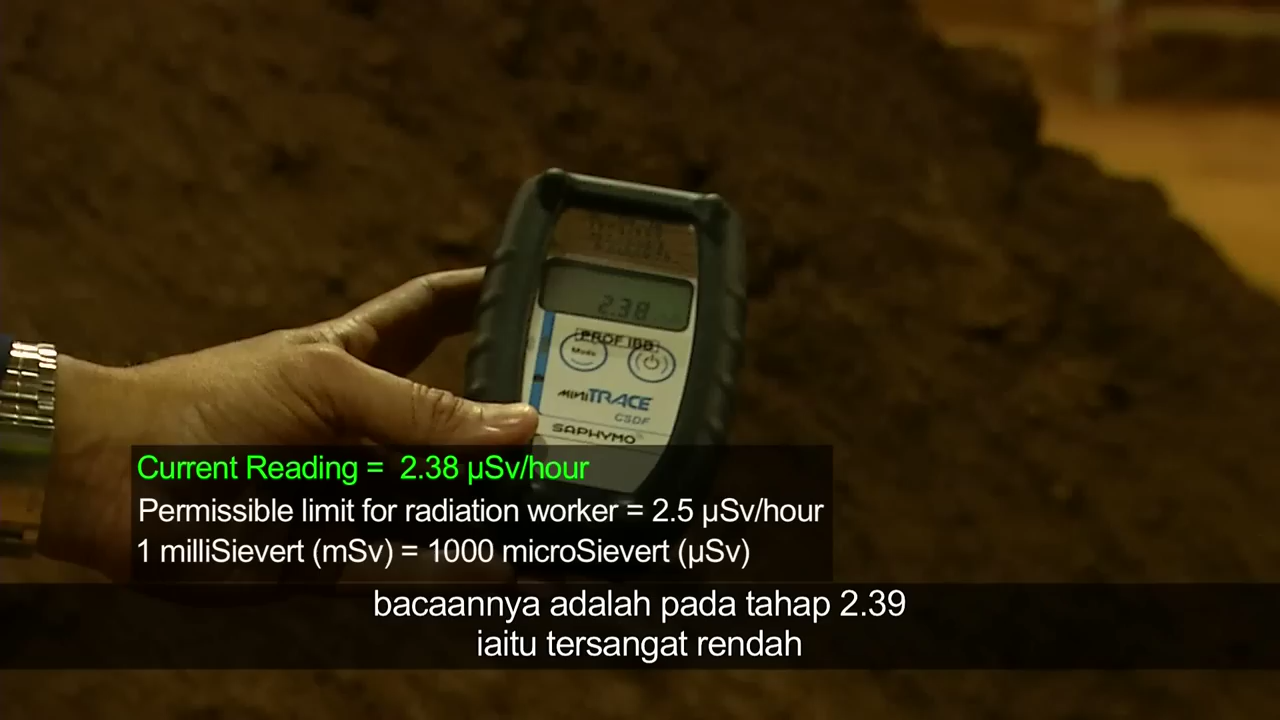 2.38
PROF IBB
Mode
miniTRACE
CSDF
SAPHYMO
Current Reading = 2.38 µSv/hour
Permissible limit for radiation worker = 2.5 µSv/hour
1 milliSievert (mSv) = 1000 microSievert (µSv)
bacaannya adalah pada tahap 2.39
iaitu tersangat rendah